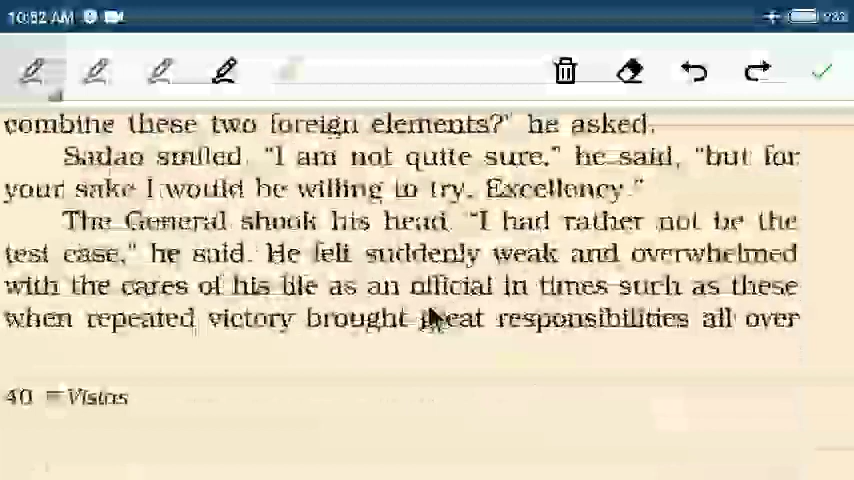 10:52 AM
combine these two foreign elements?" he asked.
Sadao smiled. "I am not quite sure," he said, "but for
your sake I would be willing to try, Excellency."
The General shook his head. "I had rather not be the
test case," he said. He felt suddenly weak and overwhelmed
with the cares of his life as an official in times such as these
when repeated victory brought great responsibilities all over
40 Vistas